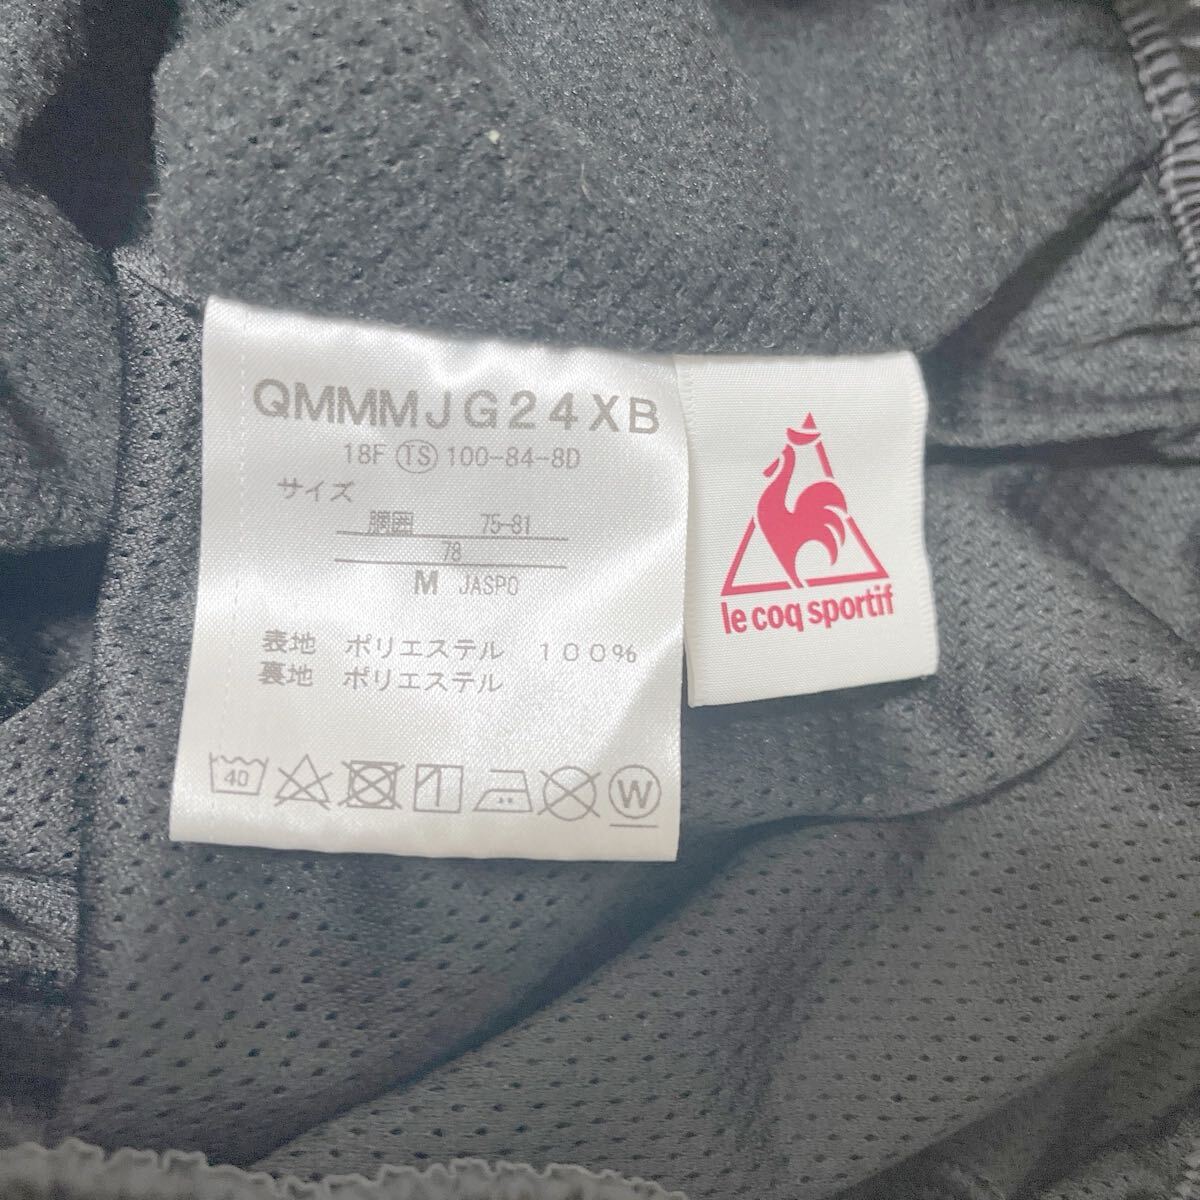 QMMMJG24XB
18F TS 100-84-8D
サイズ
胴囲 75-81
78
M JASPO
表地 ポリエステル 100%
裏地 ポリエステル
40
W
le coq sportif